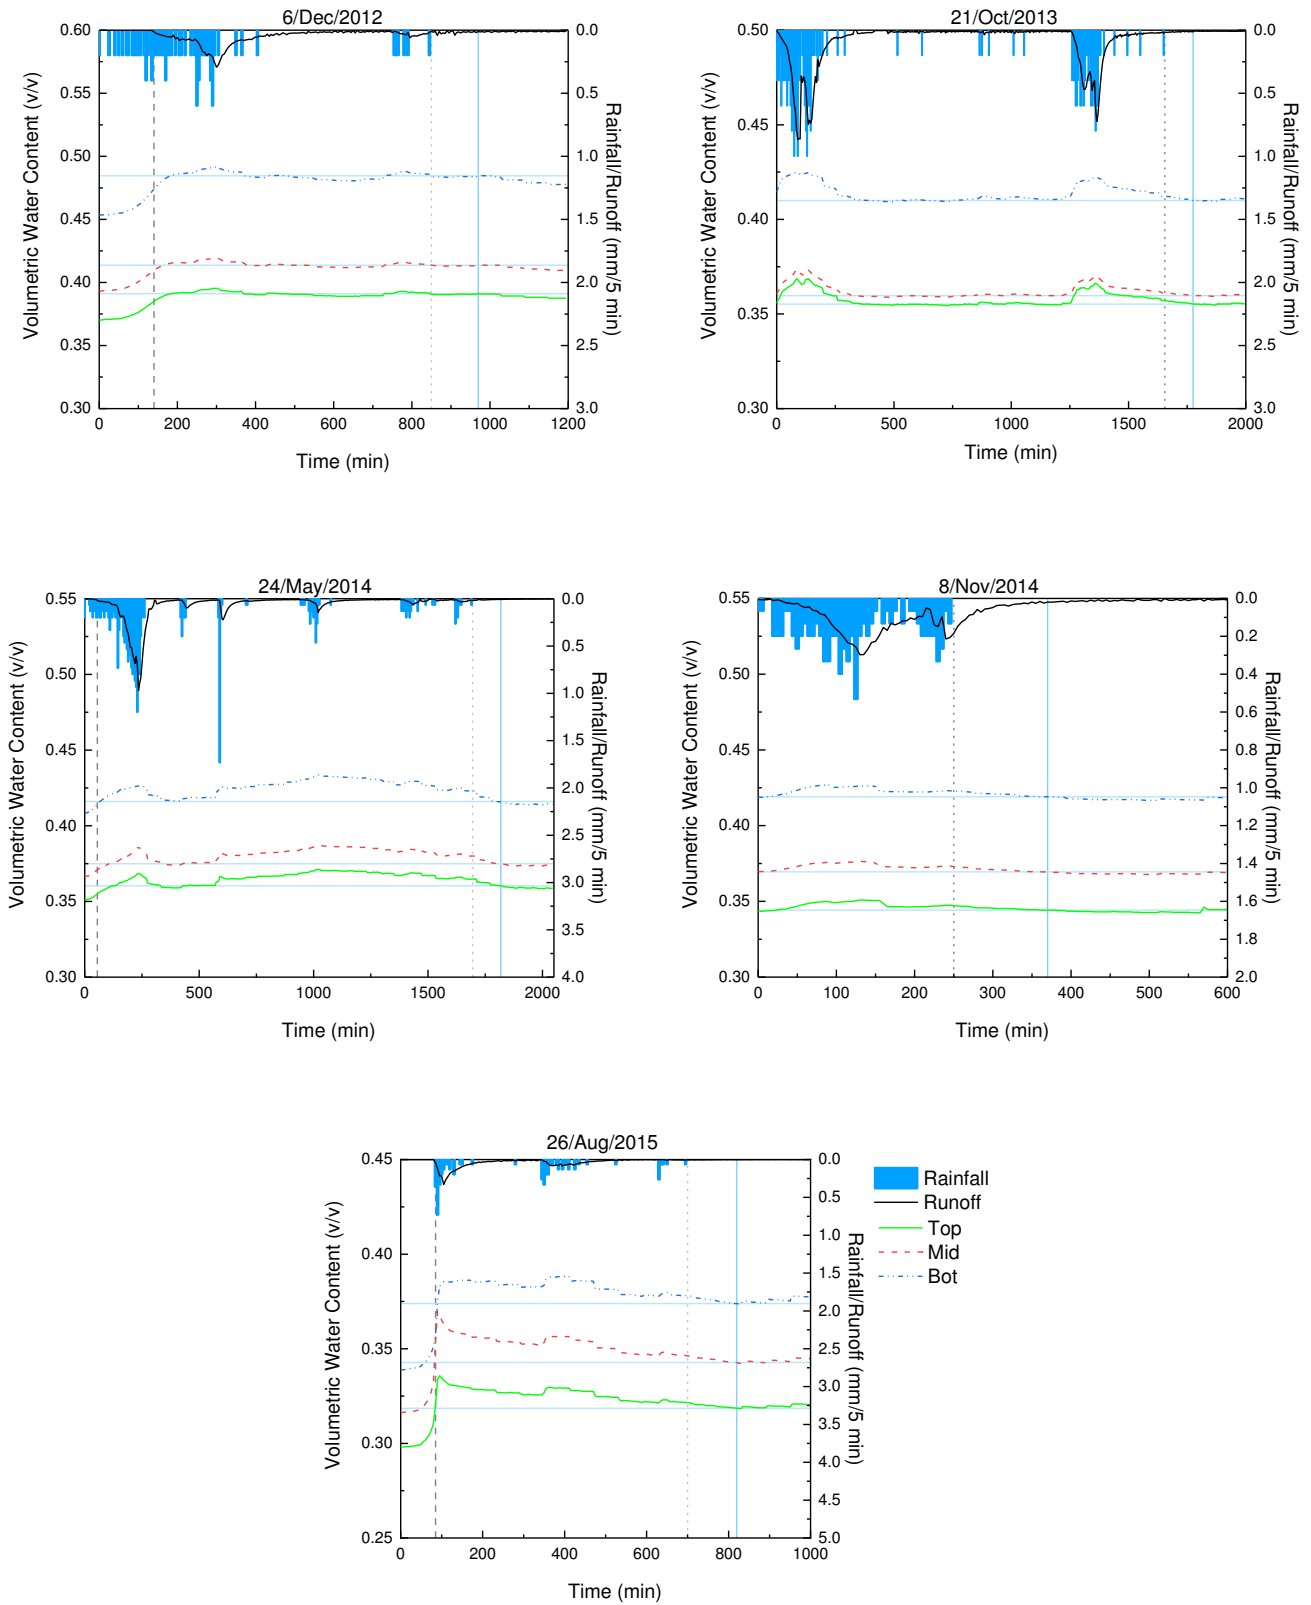 6/Dec/2012
0.60
0.55
0.50
0.45
0.40
0.35
0.30
0 200 400 600 800 1000 1200
0.0
0.5
1.0
1.5
2.0
2.5
3.0
Volumetric Water Content (v/v)
Rainfall/Runoff (mm/5 min)
Time (min)
21/Oct/2013
0.50
0.45
0.40
0.35
0.30
0 500 1000 1500 2000
0.0
0.5
1.0
1.5
2.0
2.5
3.0
Volumetric Water Content (v/v)
Rainfall/Runoff (mm/5 min)
Time (min)
24/May/2014
0.55
0.50
0.45
0.40
0.35
0.30
0 500 1000 1500 2000
0.0
0.5
1.0
1.5
2.0
2.5
3.0
3.5
4.0
Volumetric Water Content (v/v)
Rainfall/Runoff (mm/5 min)
Time (min)
8/Nov/2014
0.55
0.50
0.45
0.40
0.35
0.30
0 100 200 300 400 500 600
0.0
0.2
0.4
0.6
0.8
1.0
1.2
1.4
1.6
1.8
2.0
Volumetric Water Content (v/v)
Rainfall/Runoff (mm/5 min)
Time (min)
26/Aug/2015
0.45
0.40
0.35
0.30
0.25
0 200 400 600 800 1000
0.0
0.5
1.0
1.5
2.0
2.5
3.0
3.5
4.0
4.5
5.0
Volumetric Water Content (v/v)
Rainfall/Runoff (mm/5 min)
Time (min)
Rainfall
Runoff
Top
Mid
Bot